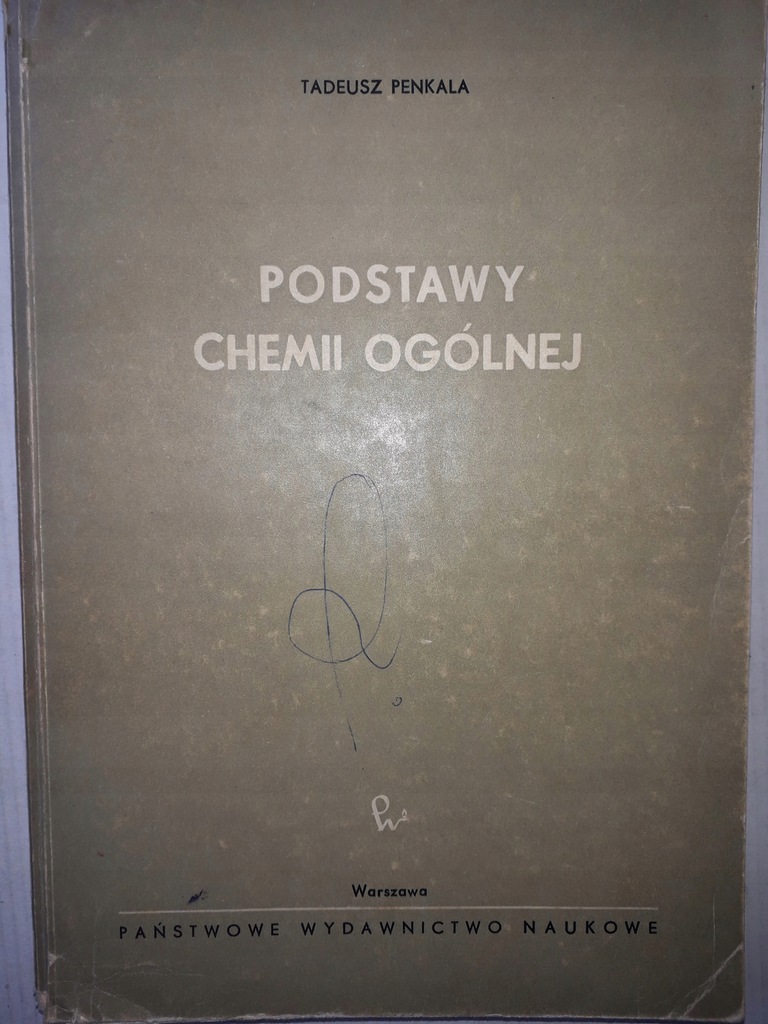 TADEUSZ PENKALA
PODSTAWY
CHEMII OGÓLNEJ
Warszawa
PAŃSTWOWE WYDAWNICTWO NAUKOWE